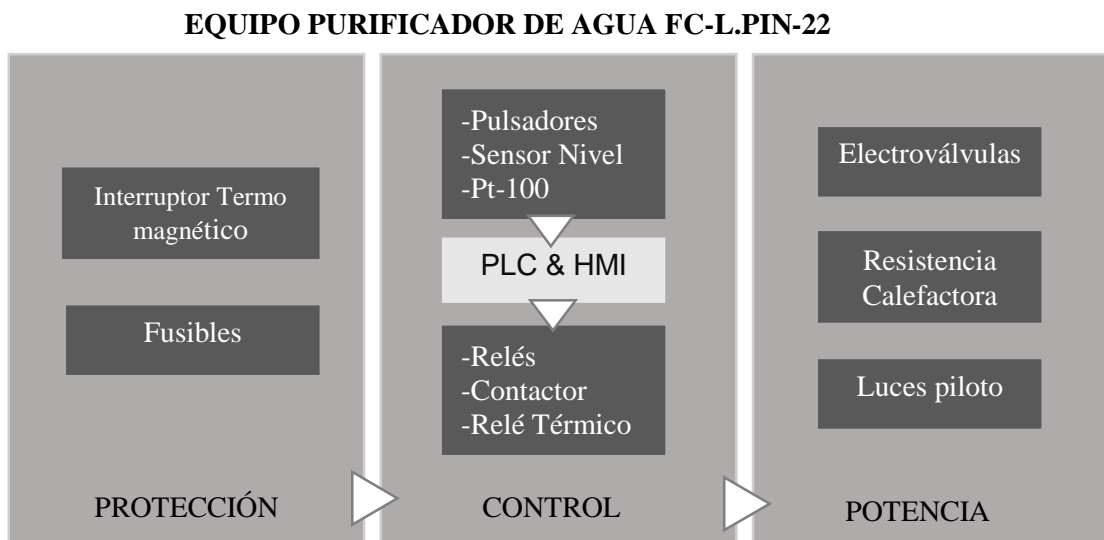 EQUIPO PURIFICADOR DE AGUA FC-L.PIN-22
Interruptor Termo
magnético
Fusibles
PROTECCIÓN
-Pulsadores
-Sensor Nivel
-Pt-100
PLC & HMI
-Relés
-Contactor
-Relé Térmico
CONTROL
Electroválvulas
Resistencia
Calefactora
Luces piloto
POTENCIA